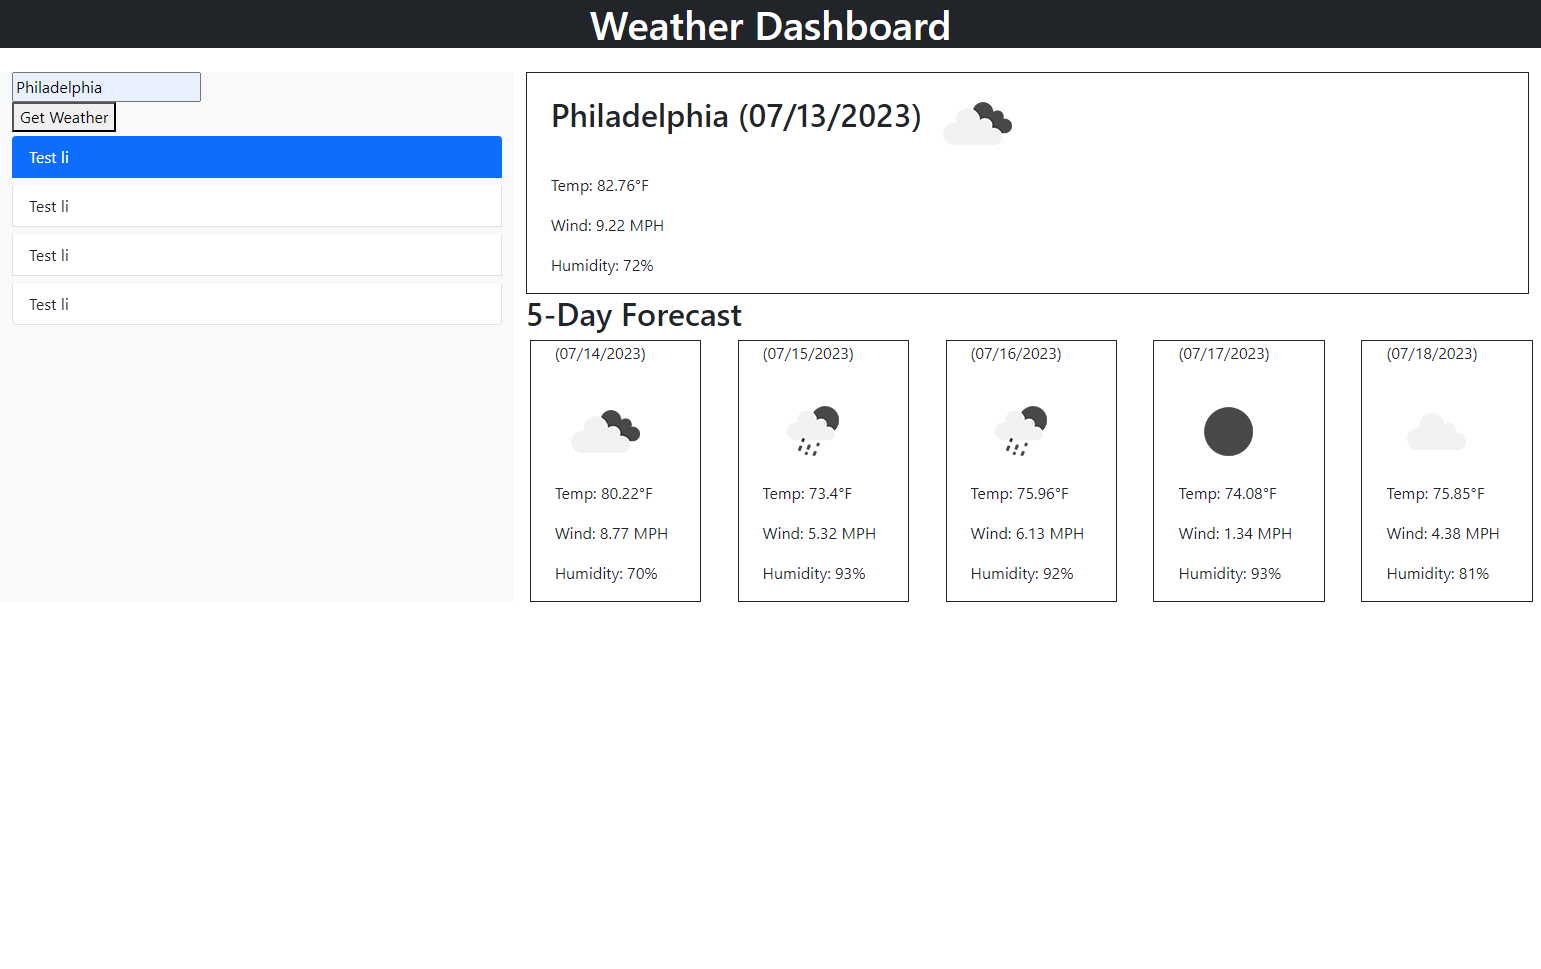 Weather Dashboard
Philadelphia
Get Weather
Test li
Test li
Test li
Test li
Philadelphia (07/13/2023)
Temp: 82.76°F
Wind: 9.22 MPH
Humidity: 72%
5-Day Forecast
(07/14/2023)
Temp: 80.22°F
Wind: 8.77 MPH
Humidity: 70%
(07/15/2023)
Temp: 73.4°F
Wind: 5.32 MPH
Humidity: 93%
(07/16/2023)
Temp: 75.96°F
Wind: 6.13 MPH
Humidity: 92%
(07/17/2023)
Temp: 74.08°F
Wind: 1.34 MPH
Humidity: 93%
(07/18/2023)
Temp: 75.85°F
Wind: 4.38 MPH
Humidity: 81%